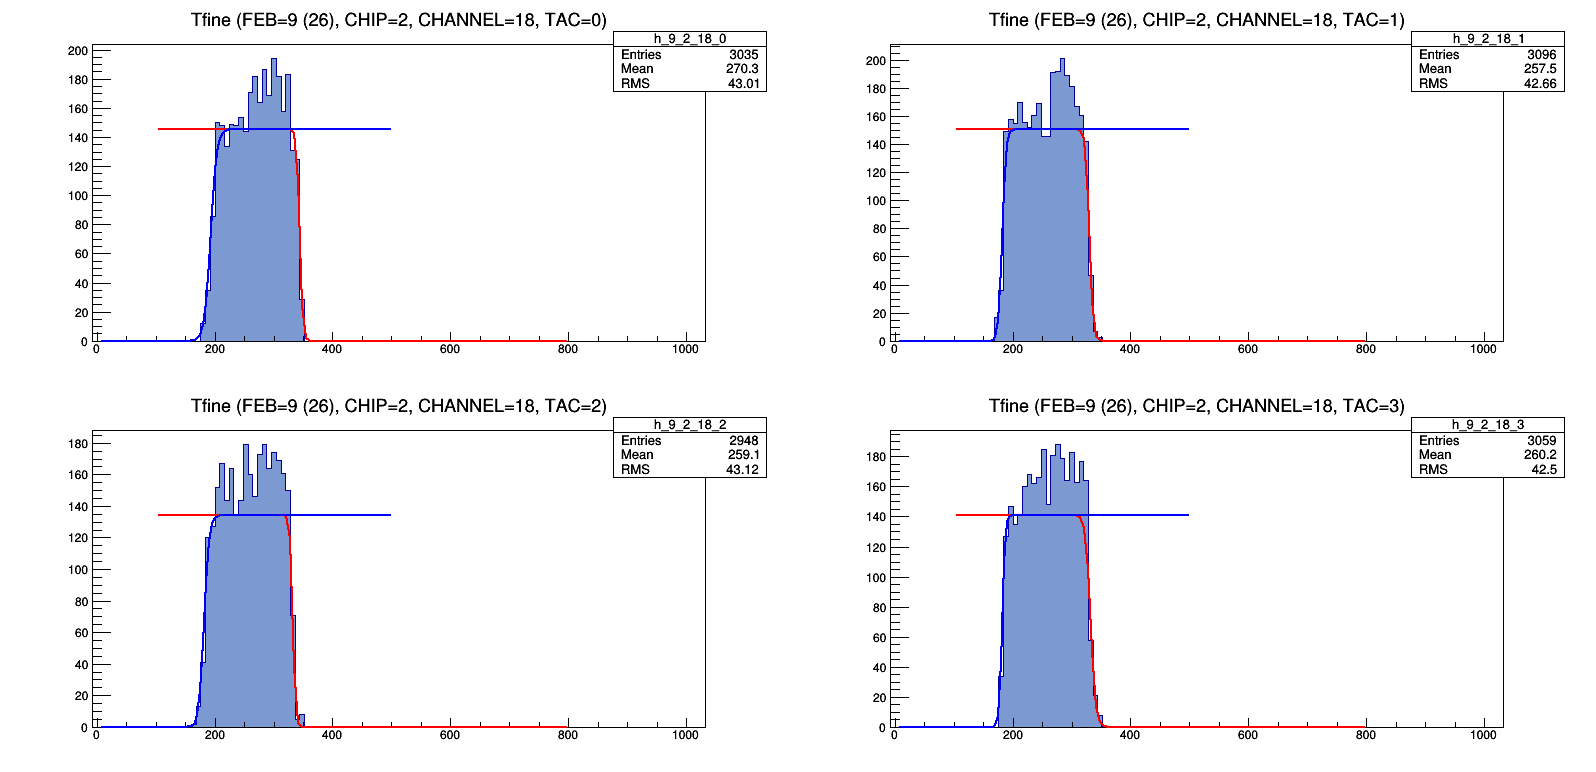 Tfine (FEB=9 (26), CHIP=2, CHANNEL=18, TAC=0)
h_9_2_18_0
Entries 3035
Mean 270.3
RMS 43.01
200
180
160
140
120
100
80
60
40
20
0
0 200 400 600 800 1000
Tfine (FEB=9 (26), CHIP=2, CHANNEL=18, TAC=1)
h_9_2_18_1
Entries 3096
Mean 257.5
RMS 42.66
200
180
160
140
120
100
80
60
40
20
0
0 200 400 600 800 1000
Tfine (FEB=9 (26), CHIP=2, CHANNEL=18, TAC=2)
h_9_2_18_2
Entries 2948
Mean 259.1
RMS 43.12
180
160
140
120
100
80
60
40
20
0
0 200 400 600 800 1000
Tfine (FEB=9 (26), CHIP=2, CHANNEL=18, TAC=3)
h_9_2_18_3
Entries 3059
Mean 260.2
RMS 42.5
180
160
140
120
100
80
60
40
20
0
0 200 400 600 800 1000